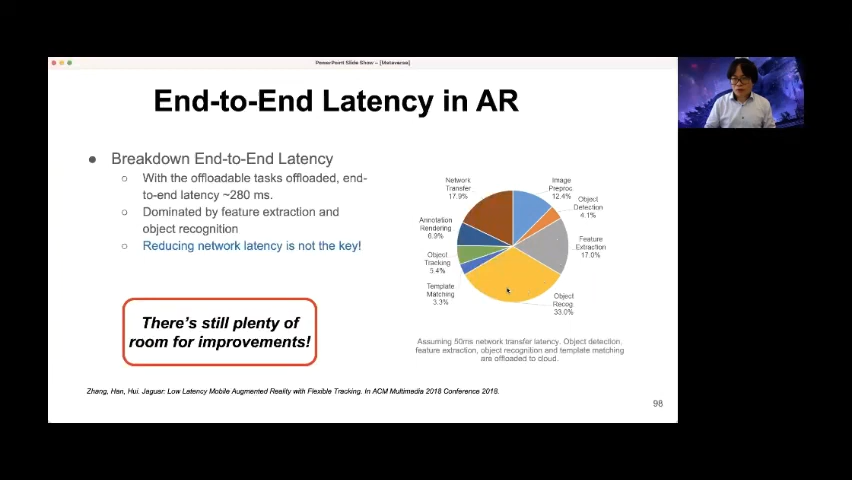 PowerPoint Slide Show - [Metaverse]
End-to-End Latency in AR
Breakdown End-to-End Latency
With the offloadable tasks offloaded, end-
to-end latency ~280 ms.
Dominated by feature extraction and
object recognition
Reducing network latency is not the key!
There's still plenty of
room for improvements!
Network
Transfer
17.9%
Image
Preproc.
12.4%
Object
Detection
4.1%
Annotation
Rendering
6.9%
Feature
Extraction
17.0%
Object
Tracking
5.4%
Template
Matching
3.3%
Object
Recog.
33.0%
Assuming 50ms network transfer latency. Object detection,
feature extraction, object recognition and template matching
are offloaded to cloud.
Zhang, Han, Hui. Jaguar: Low Latency Mobile Augmented Reality with Flexible Tracking. In ACM Multimedia 2018 Conference 2018.
98